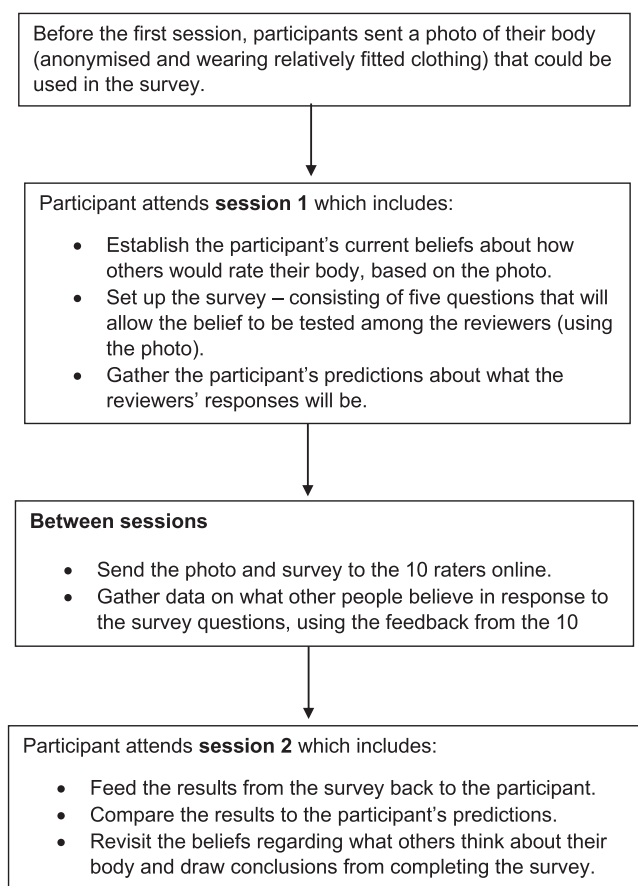 Before the first session, participants sent a photo of their body
(anonymised and wearing relatively fitted clothing) that could be
used in the survey.
Participant attends session 1 which includes:
• Establish the participant's current beliefs about how
others would rate their body, based on the photo.
• Set up the survey – consisting of five questions that will
allow the belief to be tested among the reviewers (using
the photo).
• Gather the participant's predictions about what the
reviewers' responses will be.
Between sessions
• Send the photo and survey to the 10 raters online.
• Gather data on what other people believe in response to
the survey questions, using the feedback from the 10
Participant attends session 2 which includes:
• Feed the results from the survey back to the participant.
• Compare the results to the participant's predictions.
• Revisit the beliefs regarding what others think about their
body and draw conclusions from completing the survey.